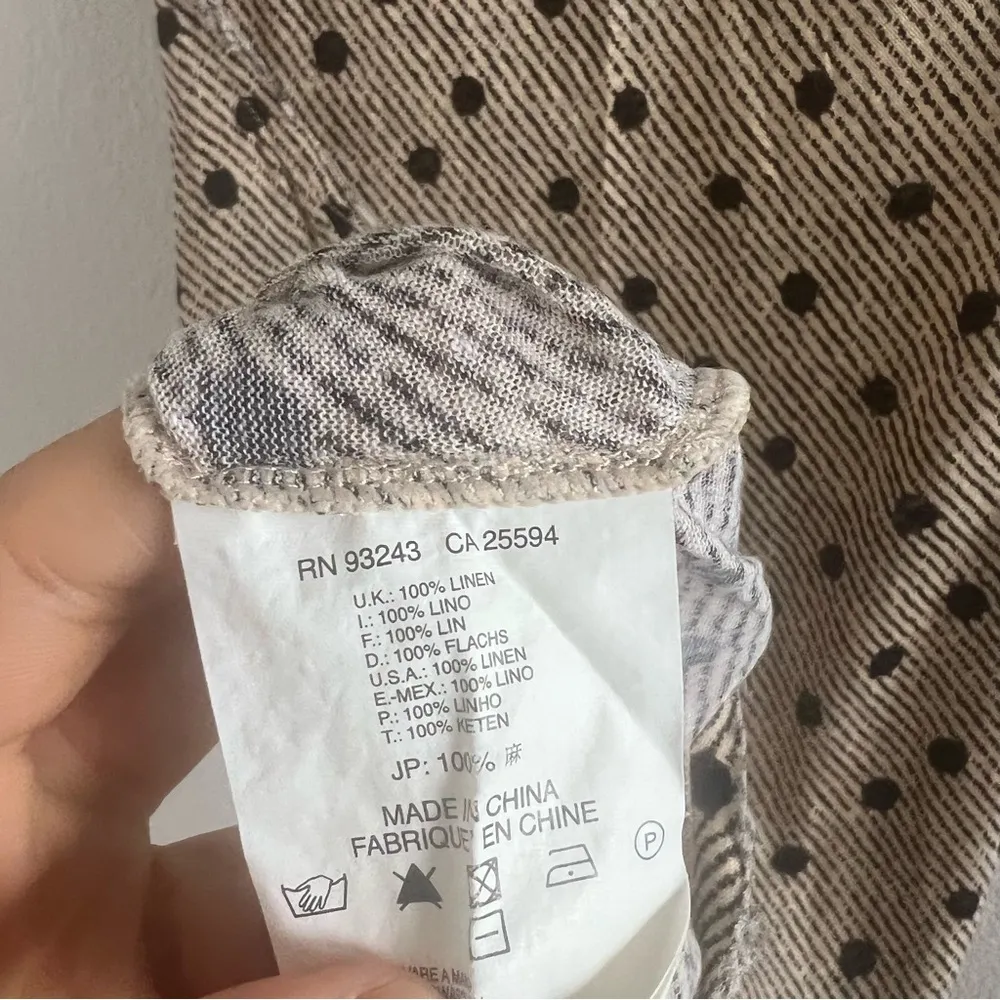 RN 93243 CA 25594
U.K.: 100% LINEN
I.: 100% LINO
F.: 100% LIN
D.: 100% FLACHS
U.S.A.: 100% LINEN
E.-MEX.: 100% LINO
P.: 100% LINHO
T.: 100% KETEN
JP: 100% 麻
MADE IN CHINA
FABRIQUE EN CHINE
P